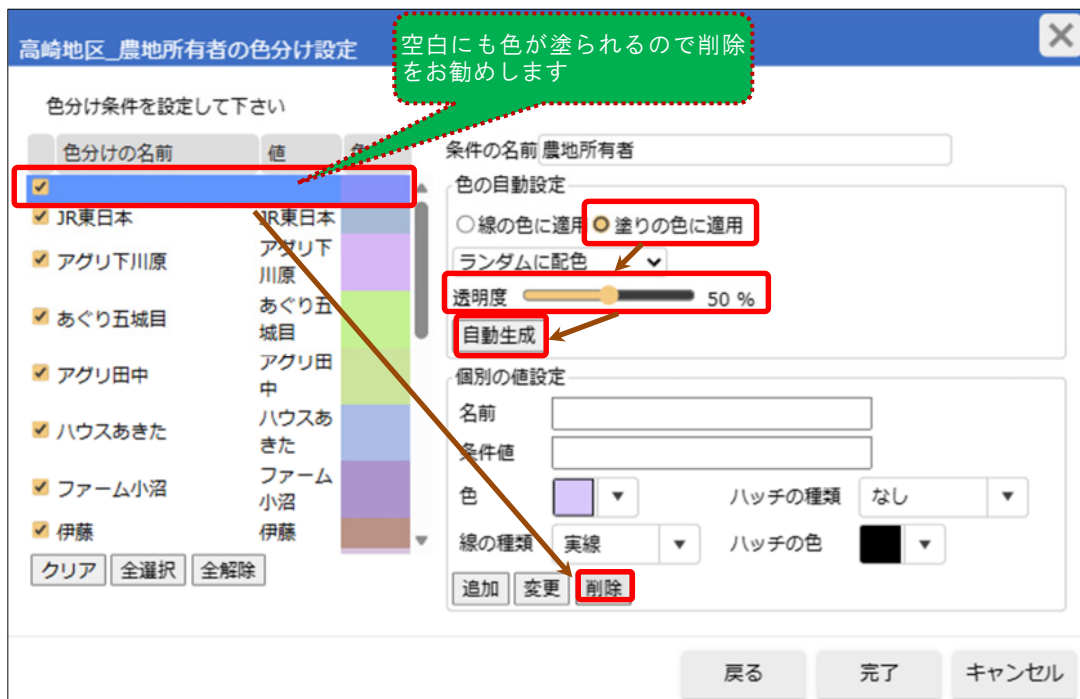 高崎地区_農地所有者の色分け設定
空白にも色が塗られるので削除
をお勧めします
色分け条件を設定して下さい
色分けの名前 値
JR東日本 JR東日本
アグリ下川原 アグリ下
川原
あぐり五城目 あぐり五
城目
アグリ田中 アグリ田
中
ハウスあきた ハウスあ
きた
ファーム小沼 ファーム
小沼
伊藤 伊藤
クリア 全選択 全解除
条件の名前 農地所有者
色の自動設定
線の色に適用 塗りの色に適用
ランダムに配色
透明度 50 %
自動生成
個別の値設定
名前
条件値
色 ハッチの種類 なし
線の種類 実線 ハッチの色
追加 変更 削除
戻る 完了 キャンセル